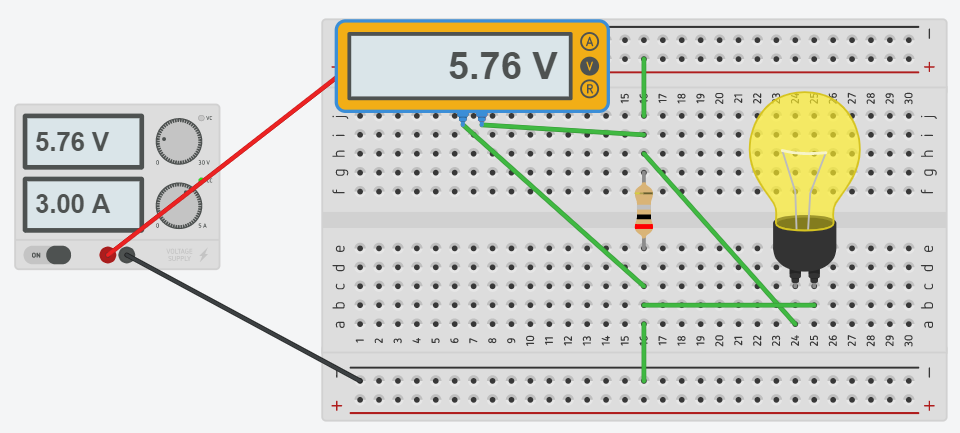 5.76 V
A
V
R
5.76 V
VC
0
30 V
3.00 A
CC
0
5 A
ON
VOLTAGE
SUPPLY
+
15 16 17 18 19 20 21 22 23 24 25 26 27 28 29 30
j
i
h
g
f
j
i
h
g
f
e
d
c
b
a
e
d
c
b
a
1 2 3 4 5 6 7 8 9 10 11 12 13 14 15 16 17 18 19 20 21 22 23 24 25 26 27 28 29 30
+
+